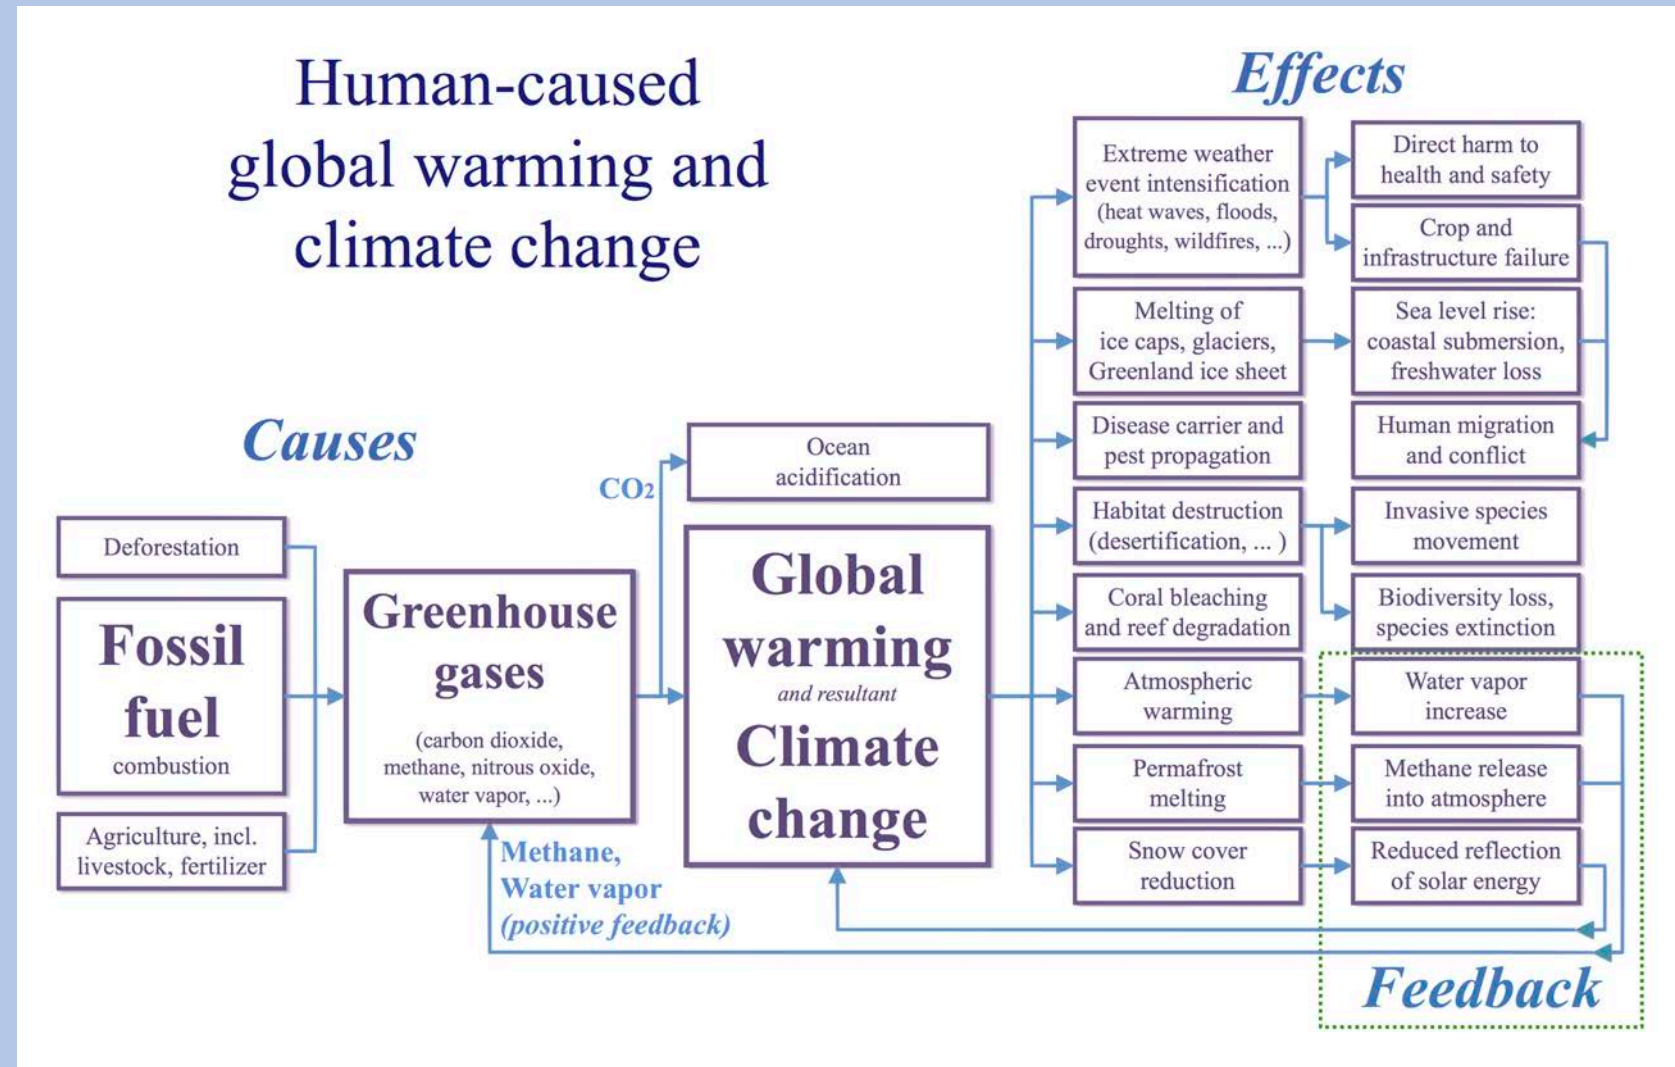 Human-caused
global warming and
climate change
Causes
Deforestation
Fossil
fuel
combustion
Agriculture, incl.
livestock, fertilizer
Greenhouse
gases
(carbon dioxide,
methane, nitrous oxide,
water vapor, ...)
Methane,
Water vapor
(positive feedback)
CO2
Ocean
acidification
Global
warming
and resultant
Climate
change
Effects
Extreme weather
event intensification
(heat waves, floods,
droughts, wildfires, ...)
Direct harm to
health and safety
Crop and
infrastructure failure
Melting of
ice caps, glaciers,
Greenland ice sheet
Sea level rise:
coastal submersion,
freshwater loss
Disease carrier and
pest propagation
Human migration
and conflict
Habitat destruction
(desertification, ... )
Invasive species
movement
Coral bleaching
and reef degradation
Biodiversity loss,
species extinction
Atmospheric
warming
Water vapor
increase
Permafrost
melting
Methane release
into atmosphere
Snow cover
reduction
Reduced reflection
of solar energy
Feedback